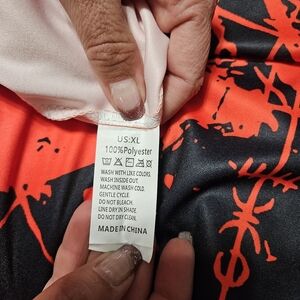 US:XL
100%Polyester
WASH WITH LIKE COLORS
WASH INSIDE OUT.
MACHINE WASH COLD.
GENTLE CYCLE.
DO NOT BLEACH.
LINE DRY IN SHADE.
DO NOT DRY CLEAN.
MADE IN CHINA